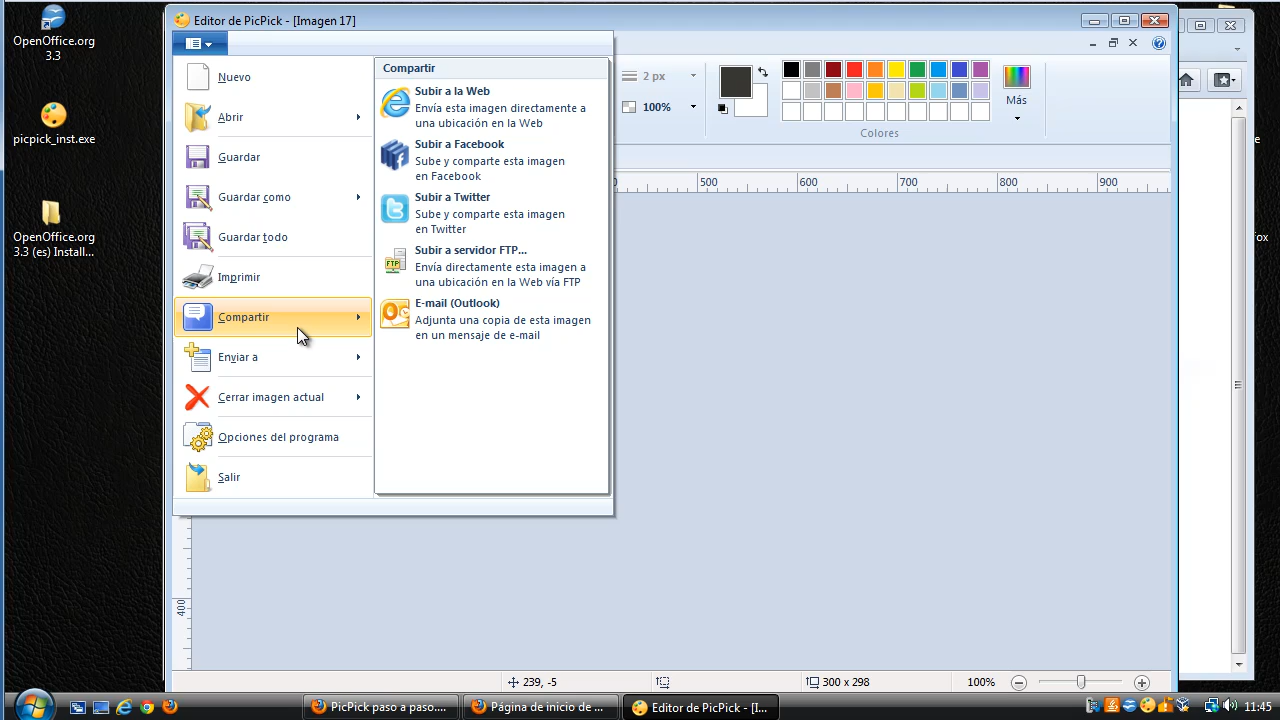 OpenOffice.org
3.3
picpick_inst.exe
OpenOffice.org
3.3 (es) Install...
Editor de PicPick - [Imagen 17]
Nuevo
Abrir
Guardar
Guardar como
Guardar todo
Imprimir
Compartir
Enviar a
Cerrar imagen actual
Opciones del programa
Salir
Compartir
Subir a la Web
Envía esta imagen directamente a
una ubicación en la Web
Subir a Facebook
Sube y comparte esta imagen
en Facebook
Subir a Twitter
Sube y comparte esta imagen
en Twitter
Subir a servidor FTP...
Envía directamente esta imagen a
una ubicación en la Web vía FTP
E-mail (Outlook)
Adjunta una copia de esta imagen
en un mensaje de e-mail
FTP
2 px
100%
Más
Colores
0 500 600 700 800 900
400
e
ox
239, -5
300 x 298
100%
PicPick paso a paso....
Página de inicio de ...
Editor de PicPick - [I...
11:45